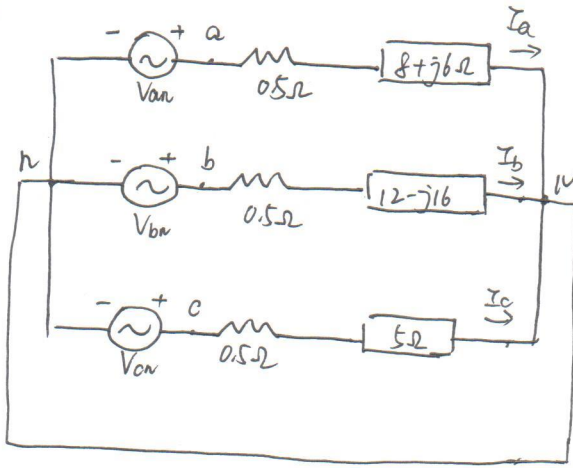 - + a
Van
0.5Ω
8+j6Ω
Ia
n
- + b
Vbn
0.5Ω
12-j16
Ib
N
- + c
Vcn
0.5Ω
5Ω
Ic